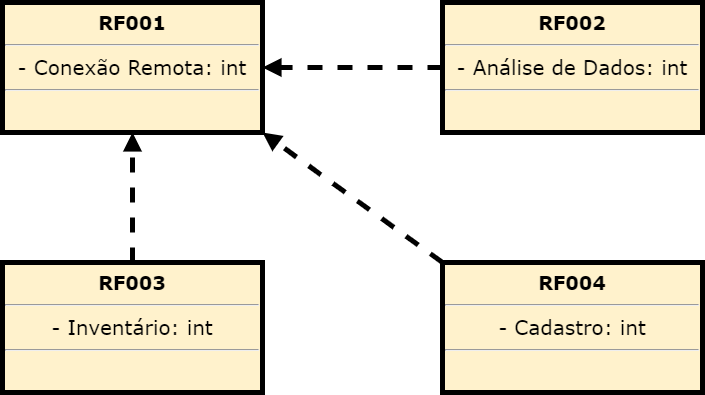 RF001
- Conexão Remota: int
RF002
- Análise de Dados: int
RF003
- Inventário: int
RF004
- Cadastro: int